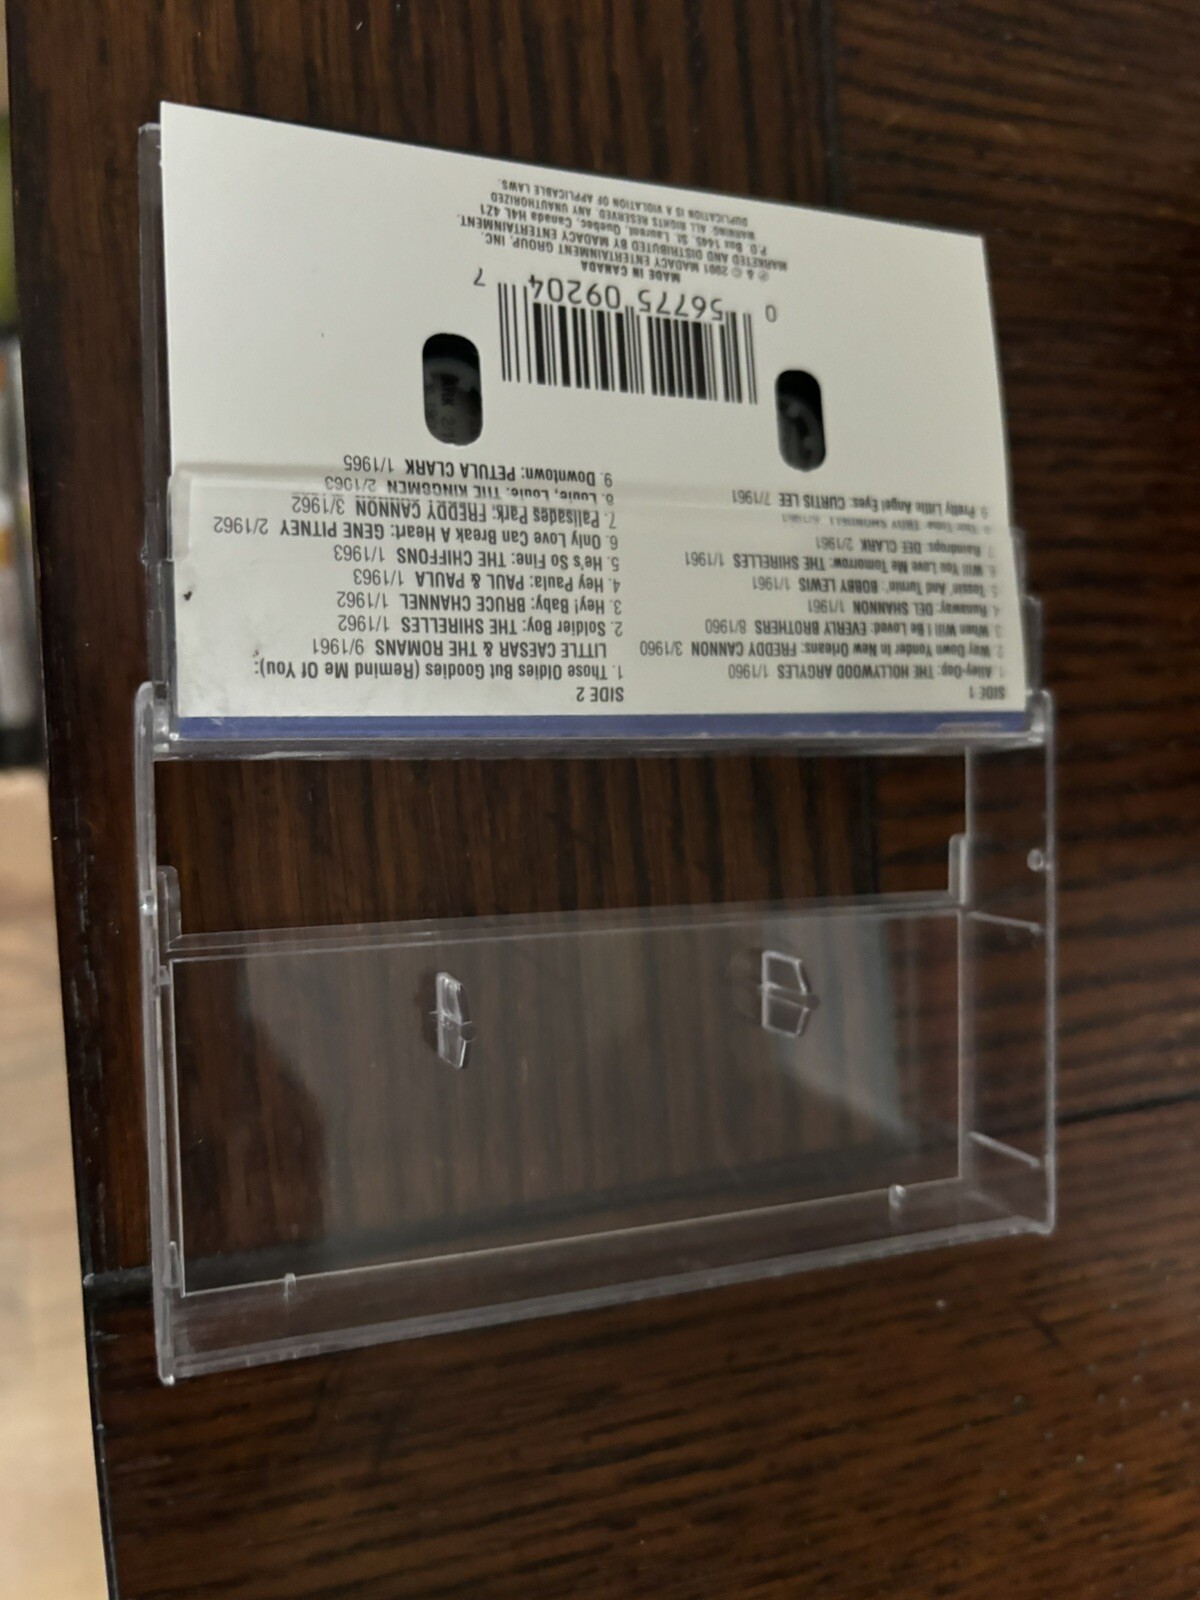 SIDE 1
1. Alley-Oop: THE HOLLYWOOD ARGYLES 1/1960
2. Way Down Yonder in New Orleans: FREDDY CANNON 3/1960
3. When Will I Be Loved: EVERLY BROTHERS 8/1960
4. Runaway: DEL SHANNON 1/1961
5. Tossin' And Turnin': BOBBY LEWIS 1/1961
6. Will You Love Me Tomorrow: THE SHIRELLES 1/1961
7. Raindrops: DEE CLARK 2/1961
9. Pretty Little Angel Eyes: CURTIS LEE 7/1961
SIDE 2
1. Those Oldies But Goodies (Remind Me Of You):
LITTLE CAESAR & THE ROMANS 9/1961
2. Soldier Boy: THE SHIRELLES 1/1962
3. Hey! Baby: BRUCE CHANNEL 1/1962
4. Hey Paula: PAUL & PAULA 1/1963
5. He's So Fine: THE CHIFFONS 1/1963
6. Only Love Can Break A Heart: GENE PITNEY 2/1962
7. Palisades Park: FREDDY CANNON 3/1962
8. Louie, Louie: THE KINGSMEN 2/1963
9. Downtown: PETULA CLARK 1/1965
0 56775 09204 7
MADE IN CANADA
℗ & © 2001 MADACY ENTERTAINMENT GROUP, INC.
MARKETED AND DISTRIBUTED BY MADACY ENTERTAINMENT.
P.O. Box 1445, St. Laurent, Quebec, Canada H4L 4Z1
WARNING: ALL RIGHTS RESERVED. ANY UNAUTHORIZED
DUPLICATION IS A VIOLATION OF APPLICABLE LAWS.